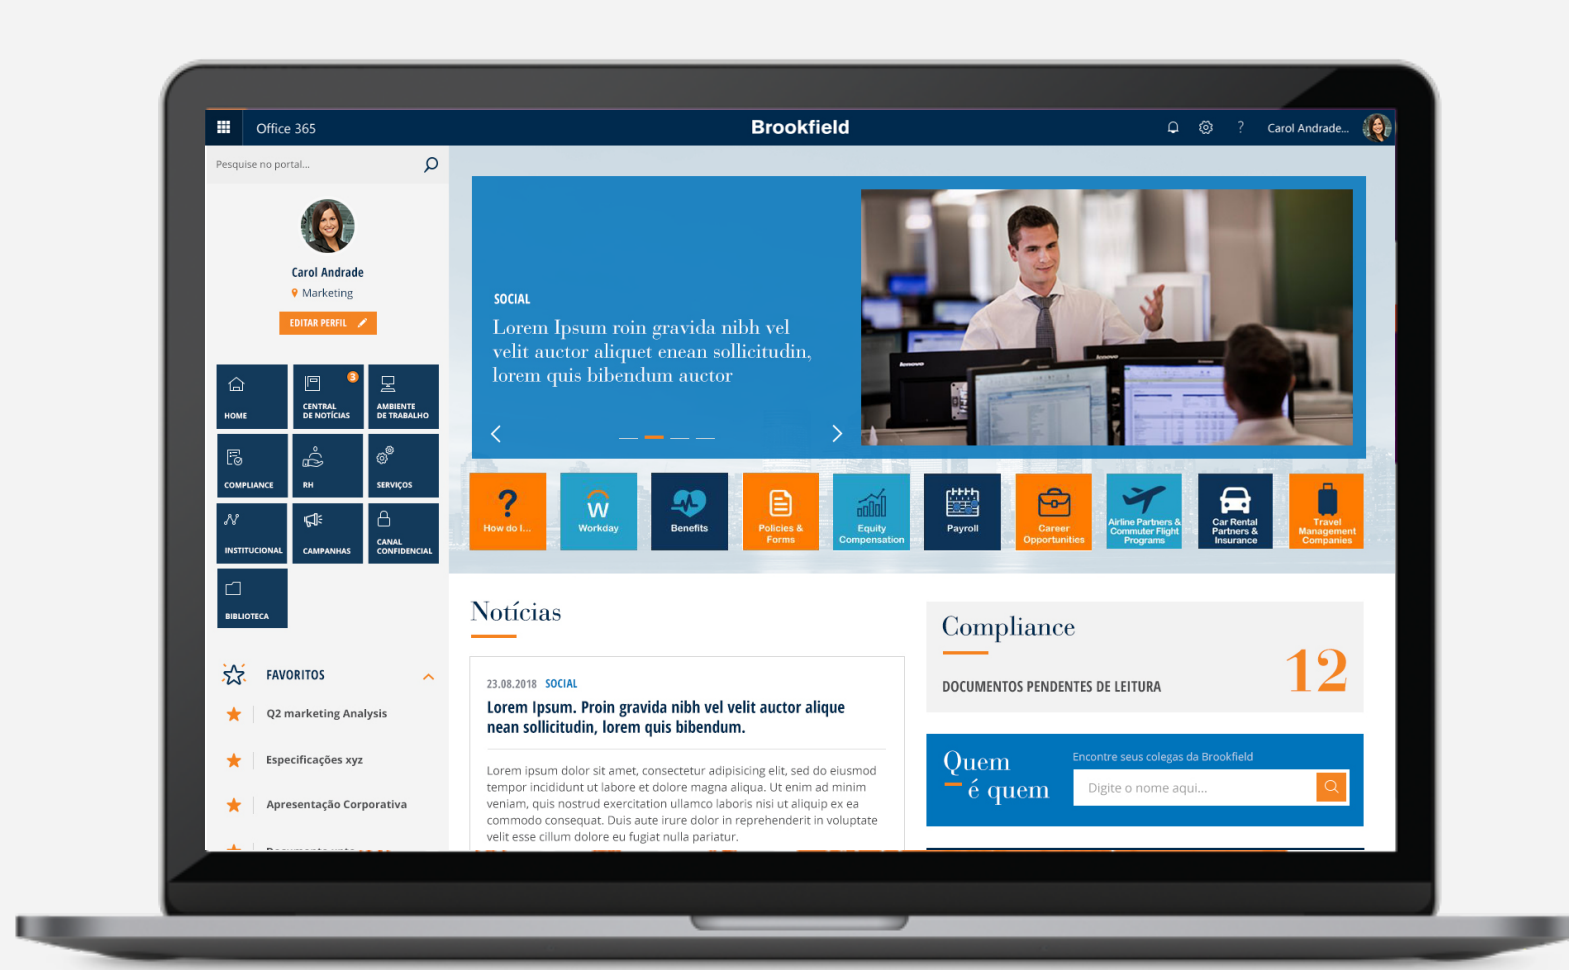 Office 365
Brookfield
?
Carol Andrade...
Pesquise no portal...
Carol Andrade
Marketing
EDITAR PERFIL
HOME
CENTRAL
DE NOTÍCIAS
3
AMBIENTE
DE TRABALHO
COMPLIANCE
RH
SERVIÇOS
INSTITUCIONAL
CAMPANHAS
CANAL
CONFIDENCIAL
BIBLIOTECA
FAVORITOS
Q2 marketing Analysis
Especificações xyz
Apresentação Corporativa
SOCIAL
Lorem Ipsum roin gravida nibh vel
velit auctor aliquet enean sollicitudin,
lorem quis bibendum auctor
lenovo
?
How do I...
W
Workday
Benefits
Policies &
Forms
Equity
Compensation
Payroll
Career
Opportunities
Airline Partners &
Commuter Flight
Programs
Car Rental
Partners &
Insurance
Travel
Management
Companies
Notícias
23.08.2018 SOCIAL
Lorem Ipsum. Proin gravida nibh vel velit auctor alique
nean sollicitudin, lorem quis bibendum.
Lorem ipsum dolor sit amet, consectetur adipisicing elit, sed do eiusmod
tempor incididunt ut labore et dolore magna aliqua. Ut enim ad minim
veniam, quis nostrud exercitation ullamco laboris nisi ut aliquip ex ea
commodo consequat. Duis aute irure dolor in reprehenderit in voluptate
velit esse cillum dolore eu fugiat nulla pariatur.
Compliance
DOCUMENTOS PENDENTES DE LEITURA
12
Quem
é quem
Encontre seus colegas da Brookfield
Digite o nome aqui...